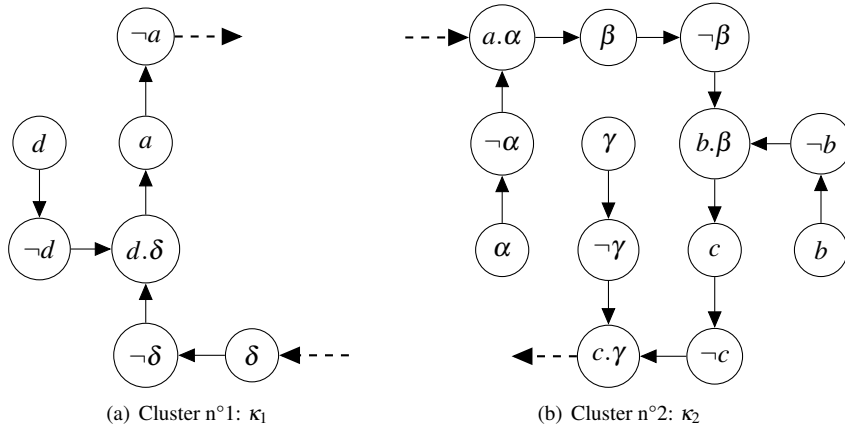 ¬a
a.α
β
¬β
d
a
¬α
γ
b.β
¬b
¬d
d.δ
α
¬γ
c
b
¬δ
δ
c.γ
¬c
(a) Cluster n°1: κ₁
(b) Cluster n°2: κ₂